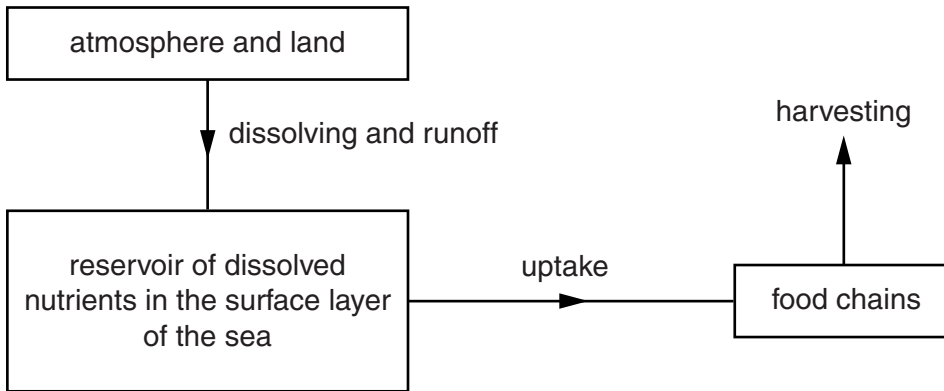 atmosphere and land
dissolving and runoff
harvesting
reservoir of dissolved
nutrients in the surface layer
of the sea
uptake
food chains